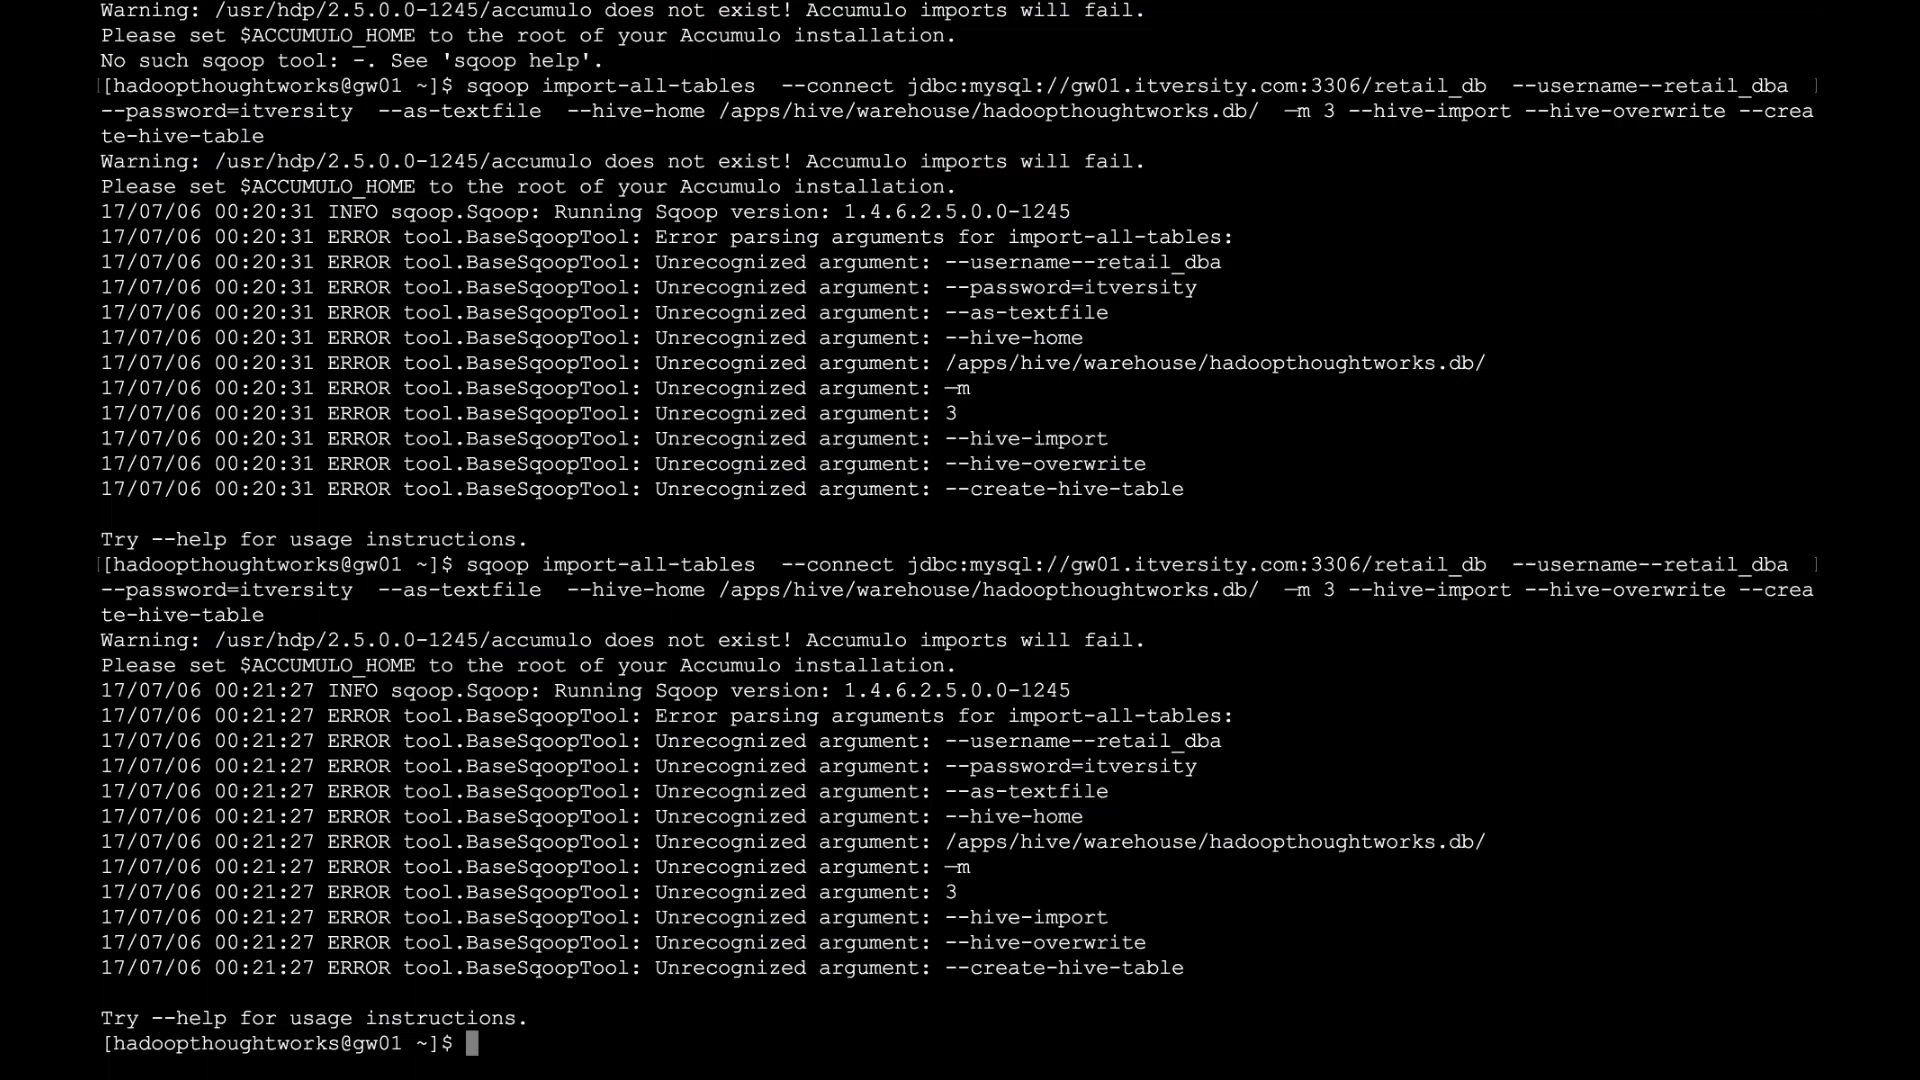 Warning: /usr/hdp/2.5.0.0-1245/accumulo does not exist! Accumulo imports will fail.
Please set $ACCUMULO_HOME to the root of your Accumulo installation.
No such sqoop tool: -. See 'sqoop help'.
[hadoopthoughtworks@gw01 ~]$ sqoop import-all-tables  --connect jdbc:mysql://gw01.itversity.com:3306/retail_db  --username--retail_dba
--password=itversity  --as-textfile  --hive-home /apps/hive/warehouse/hadoopthoughtworks.db/  —m 3 --hive-import --hive-overwrite --crea
te-hive-table
Warning: /usr/hdp/2.5.0.0-1245/accumulo does not exist! Accumulo imports will fail.
Please set $ACCUMULO_HOME to the root of your Accumulo installation.
17/07/06 00:20:31 INFO sqoop.Sqoop: Running Sqoop version: 1.4.6.2.5.0.0-1245
17/07/06 00:20:31 ERROR tool.BaseSqoopTool: Error parsing arguments for import-all-tables:
17/07/06 00:20:31 ERROR tool.BaseSqoopTool: Unrecognized argument: --username--retail_dba
17/07/06 00:20:31 ERROR tool.BaseSqoopTool: Unrecognized argument: --password=itversity
17/07/06 00:20:31 ERROR tool.BaseSqoopTool: Unrecognized argument: --as-textfile
17/07/06 00:20:31 ERROR tool.BaseSqoopTool: Unrecognized argument: --hive-home
17/07/06 00:20:31 ERROR tool.BaseSqoopTool: Unrecognized argument: /apps/hive/warehouse/hadoopthoughtworks.db/
17/07/06 00:20:31 ERROR tool.BaseSqoopTool: Unrecognized argument: —m
17/07/06 00:20:31 ERROR tool.BaseSqoopTool: Unrecognized argument: 3
17/07/06 00:20:31 ERROR tool.BaseSqoopTool: Unrecognized argument: --hive-import
17/07/06 00:20:31 ERROR tool.BaseSqoopTool: Unrecognized argument: --hive-overwrite
17/07/06 00:20:31 ERROR tool.BaseSqoopTool: Unrecognized argument: --create-hive-table
Try --help for usage instructions.
[hadoopthoughtworks@gw01 ~]$ sqoop import-all-tables  --connect jdbc:mysql://gw01.itversity.com:3306/retail_db  --username--retail_dba
--password=itversity  --as-textfile  --hive-home /apps/hive/warehouse/hadoopthoughtworks.db/  —m 3 --hive-import --hive-overwrite --crea
te-hive-table
Warning: /usr/hdp/2.5.0.0-1245/accumulo does not exist! Accumulo imports will fail.
Please set $ACCUMULO_HOME to the root of your Accumulo installation.
17/07/06 00:21:27 INFO sqoop.Sqoop: Running Sqoop version: 1.4.6.2.5.0.0-1245
17/07/06 00:21:27 ERROR tool.BaseSqoopTool: Error parsing arguments for import-all-tables:
17/07/06 00:21:27 ERROR tool.BaseSqoopTool: Unrecognized argument: --username--retail_dba
17/07/06 00:21:27 ERROR tool.BaseSqoopTool: Unrecognized argument: --password=itversity
17/07/06 00:21:27 ERROR tool.BaseSqoopTool: Unrecognized argument: --as-textfile
17/07/06 00:21:27 ERROR tool.BaseSqoopTool: Unrecognized argument: --hive-home
17/07/06 00:21:27 ERROR tool.BaseSqoopTool: Unrecognized argument: /apps/hive/warehouse/hadoopthoughtworks.db/
17/07/06 00:21:27 ERROR tool.BaseSqoopTool: Unrecognized argument: —m
17/07/06 00:21:27 ERROR tool.BaseSqoopTool: Unrecognized argument: 3
17/07/06 00:21:27 ERROR tool.BaseSqoopTool: Unrecognized argument: --hive-import
17/07/06 00:21:27 ERROR tool.BaseSqoopTool: Unrecognized argument: --hive-overwrite
17/07/06 00:21:27 ERROR tool.BaseSqoopTool: Unrecognized argument: --create-hive-table
Try --help for usage instructions.
[hadoopthoughtworks@gw01 ~]$